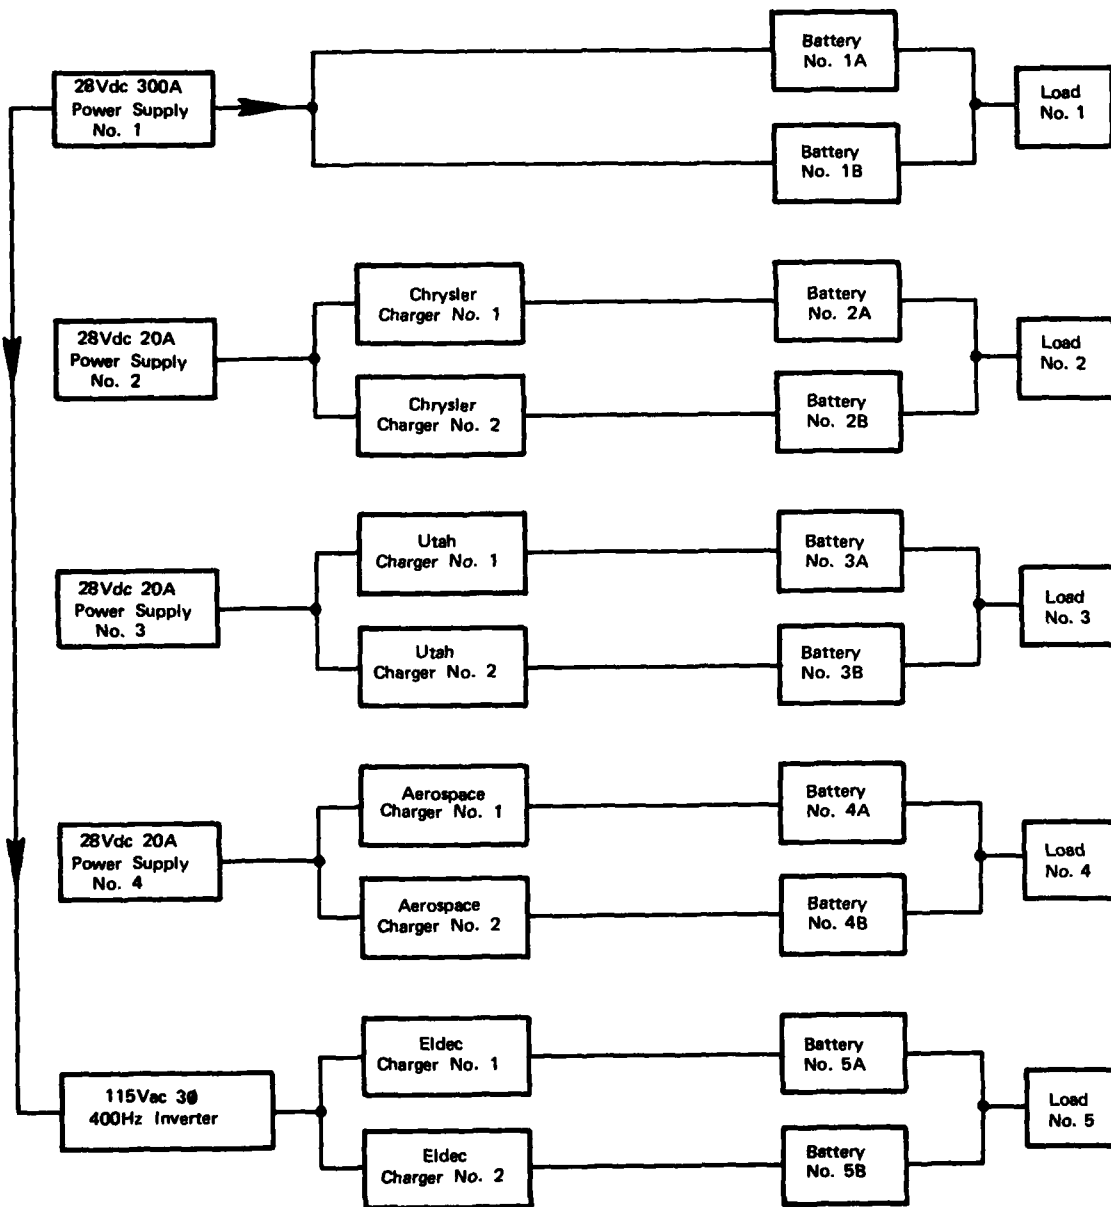 28Vdc 300A
Power Supply
No. 1
Battery
No. 1A
Battery
No. 1B
Load
No. 1
28Vdc 20A
Power Supply
No. 2
Chrysler
Charger No. 1
Chrysler
Charger No. 2
Battery
No. 2A
Battery
No. 2B
Load
No. 2
28Vdc 20A
Power Supply
No. 3
Utah
Charger No. 1
Utah
Charger No. 2
Battery
No. 3A
Battery
No. 3B
Load
No. 3
28Vdc 20A
Power Supply
No. 4
Aerospace
Charger No. 1
Aerospace
Charger No. 2
Battery
No. 4A
Battery
No. 4B
Load
No. 4
115Vac 3Ø
400Hz Inverter
Eldec
Charger No. 1
Eldec
Charger No. 2
Battery
No. 5A
Battery
No. 5B
Load
No. 5